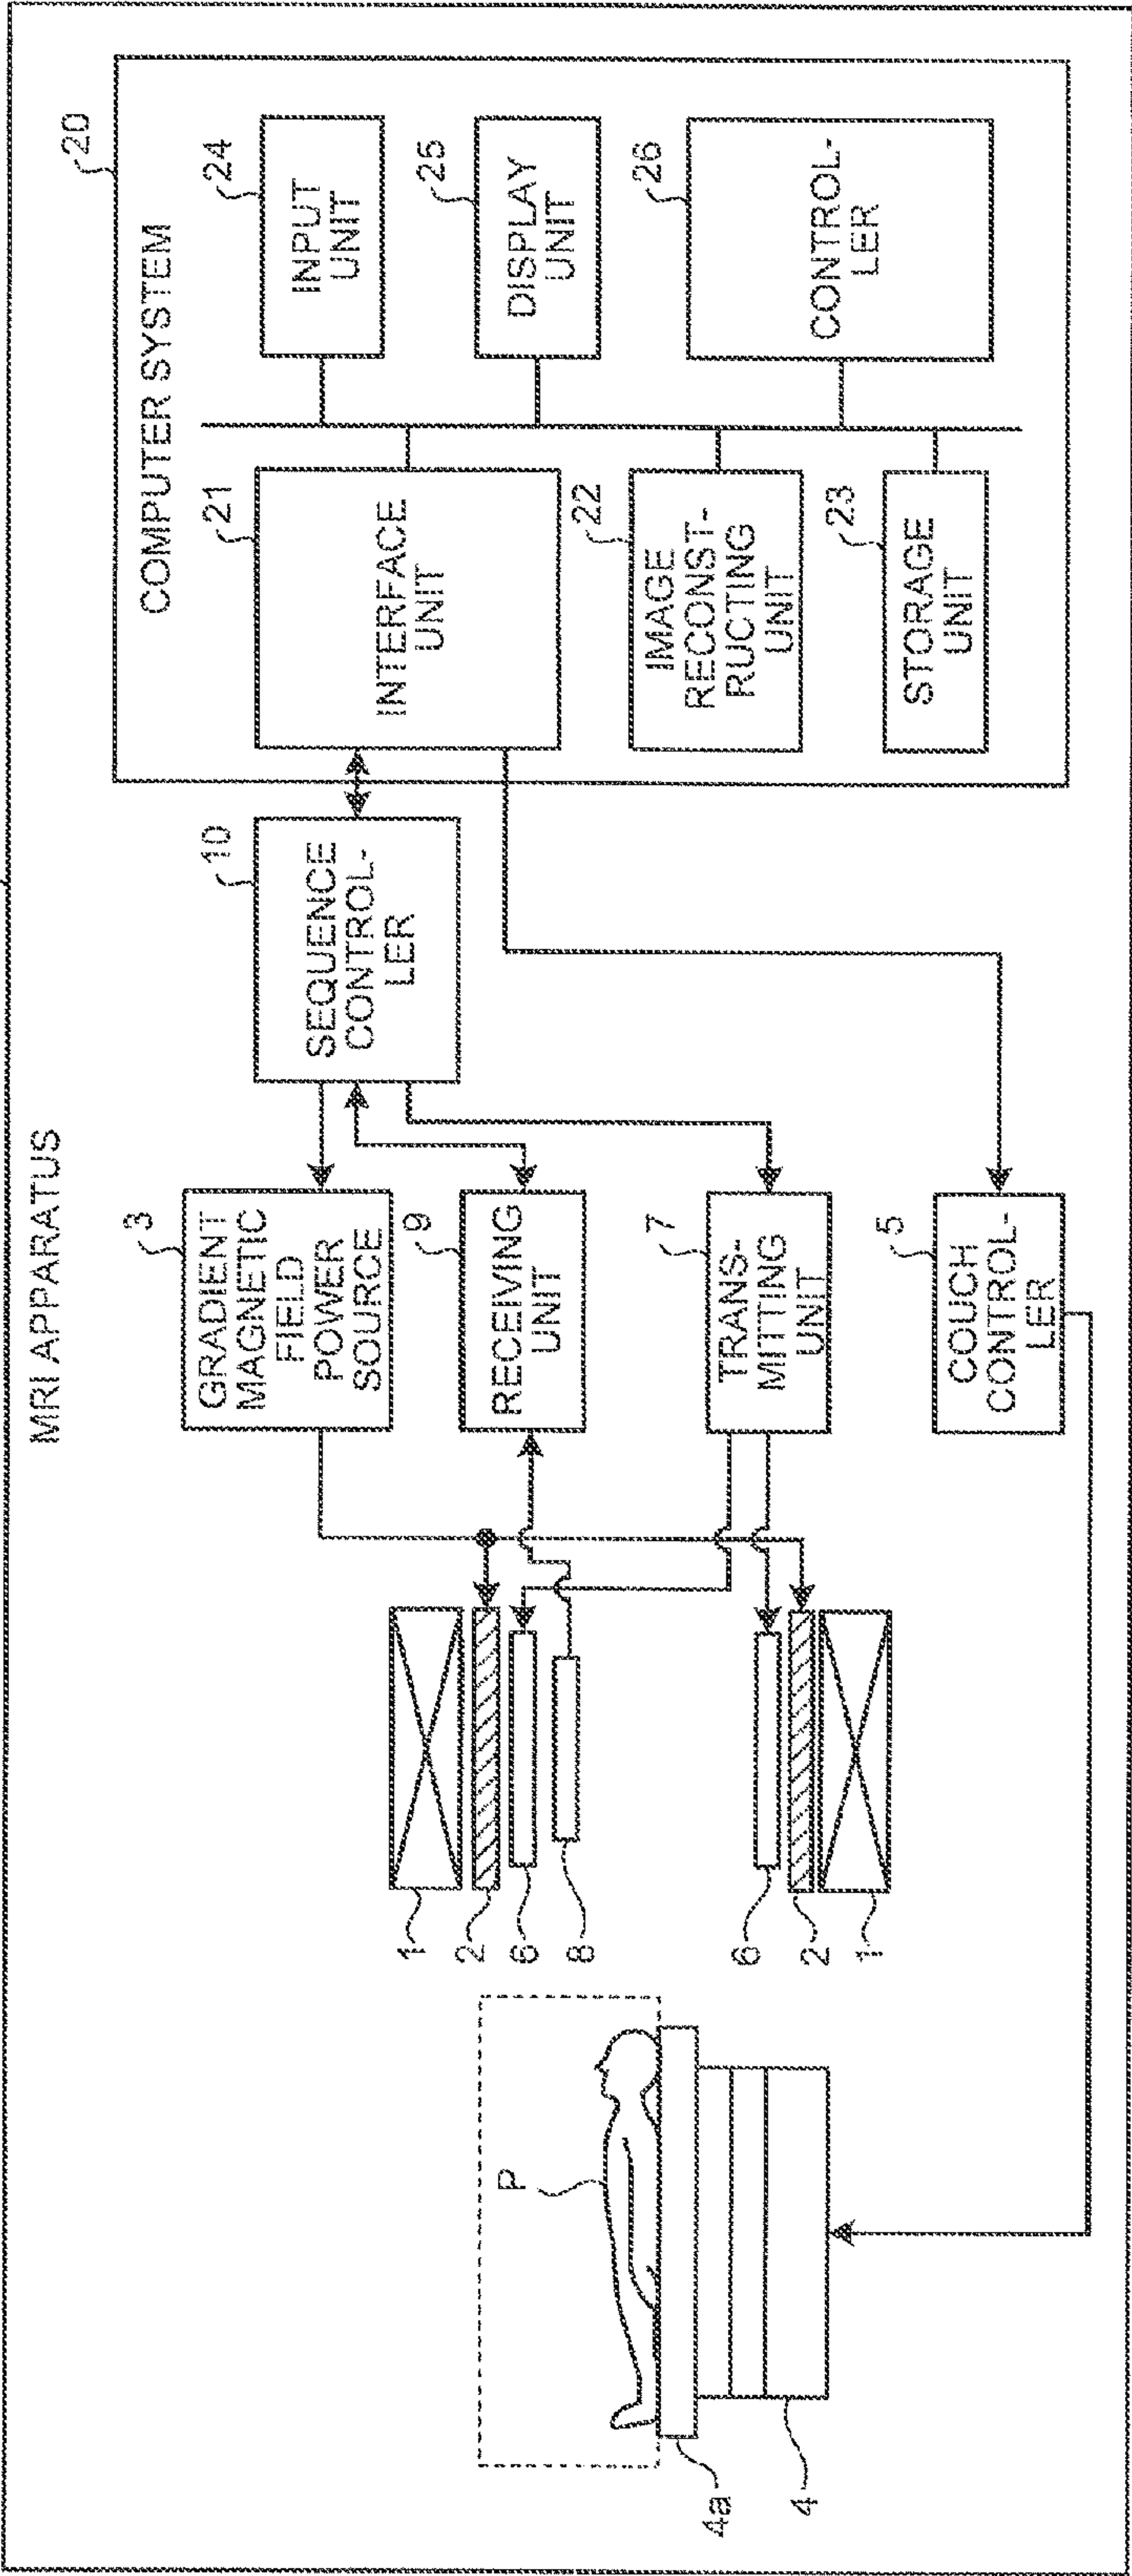 MRI APPARATUS
20
COMPUTER SYSTEM
3
GRADIENT
MAGNETIC
FIELD
POWER
SOURCE
10
SEQUENCE
CONTROL-
LER
21
INTERFACE
UNIT
24
INPUT
UNIT
9
RECEIVING
UNIT
25
DISPLAY
UNIT
22
IMAGE
RECONST-
RUCTING
UNIT
7
TRANS-
MITTING
UNIT
26
CONTROL-
LER
23
STORAGE
UNIT
5
COUCH
CONTROL-
LER
1
2
6
8
6
2
1
P
4a
4